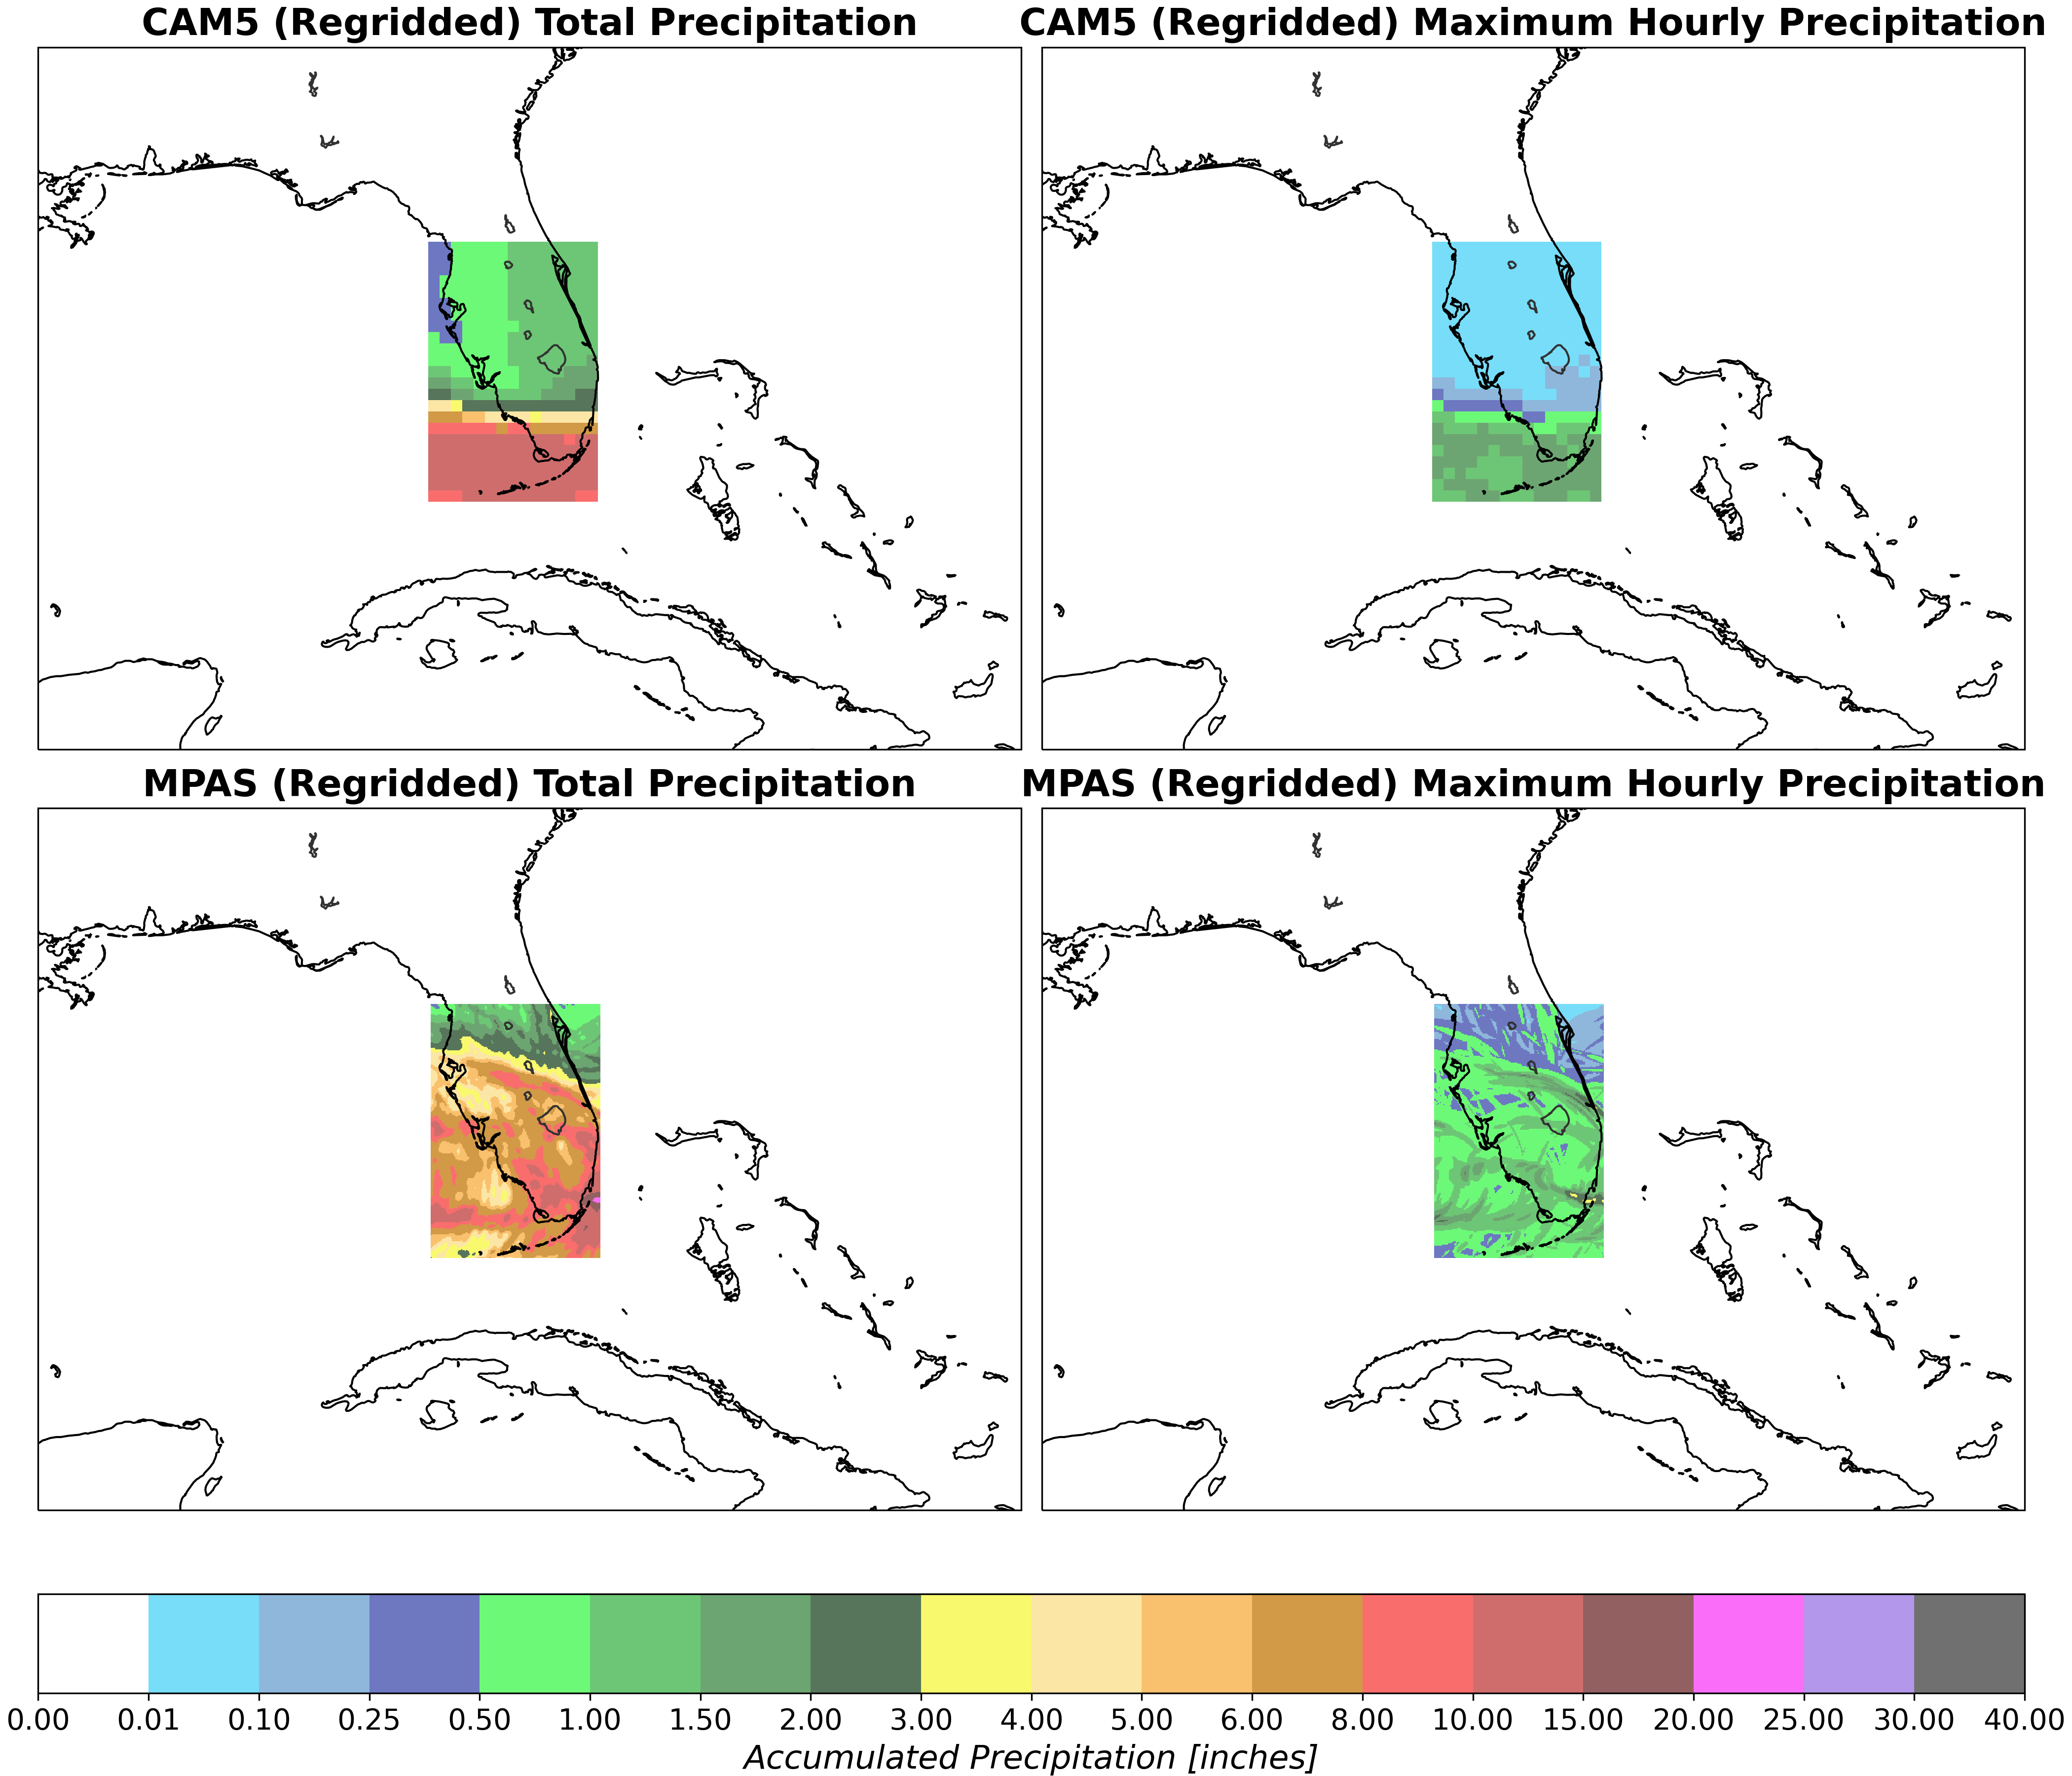 CAM5 (Regridded) Total Precipitation
CAM5 (Regridded) Maximum Hourly Precipitation
MPAS (Regridded) Total Precipitation
MPAS (Regridded) Maximum Hourly Precipitation
0.00 0.01 0.10 0.25 0.50 1.00 1.50 2.00 3.00 4.00 5.00 6.00 8.00 10.00 15.00 20.00 25.00 30.00 40.00
Accumulated Precipitation [inches]